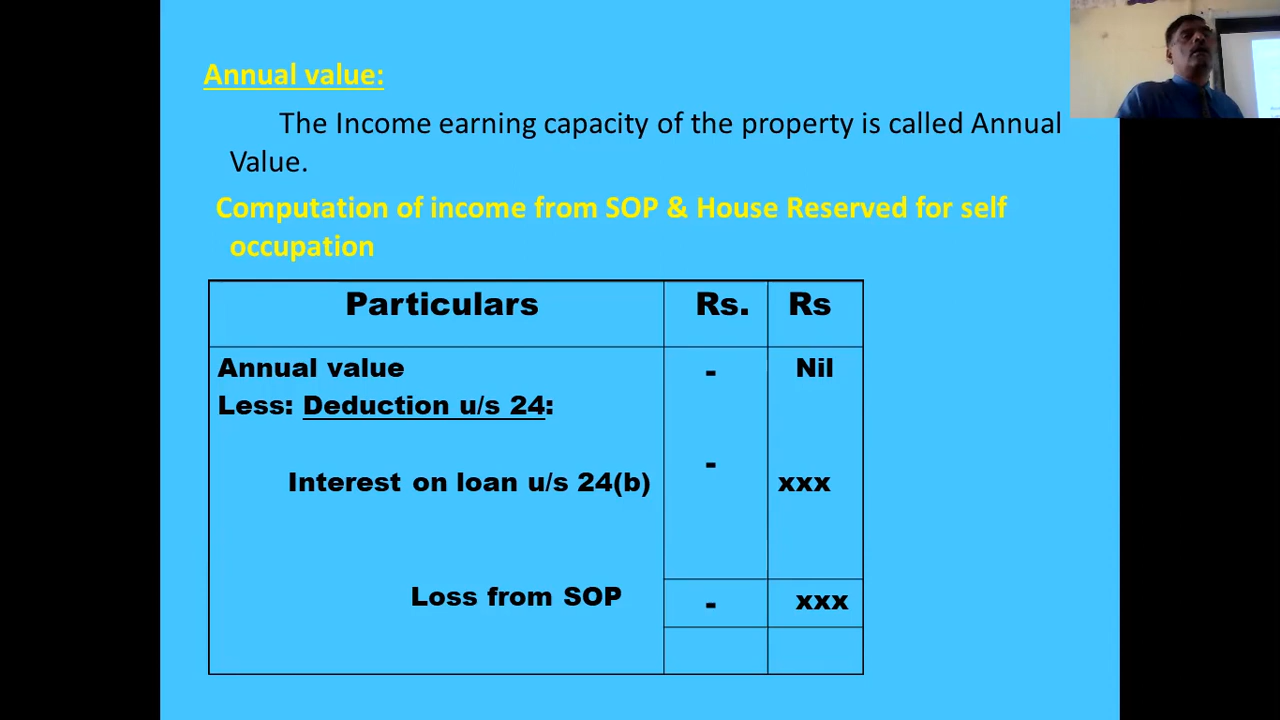 Annual value:
The Income earning capacity of the property is called Annual
Value.
Computation of income from SOP & House Reserved for self
occupation
Particulars Rs. Rs
Annual value - Nil
Less: Deduction u/s 24:
-
Interest on loan u/s 24(b) xxx
Loss from SOP - xxx